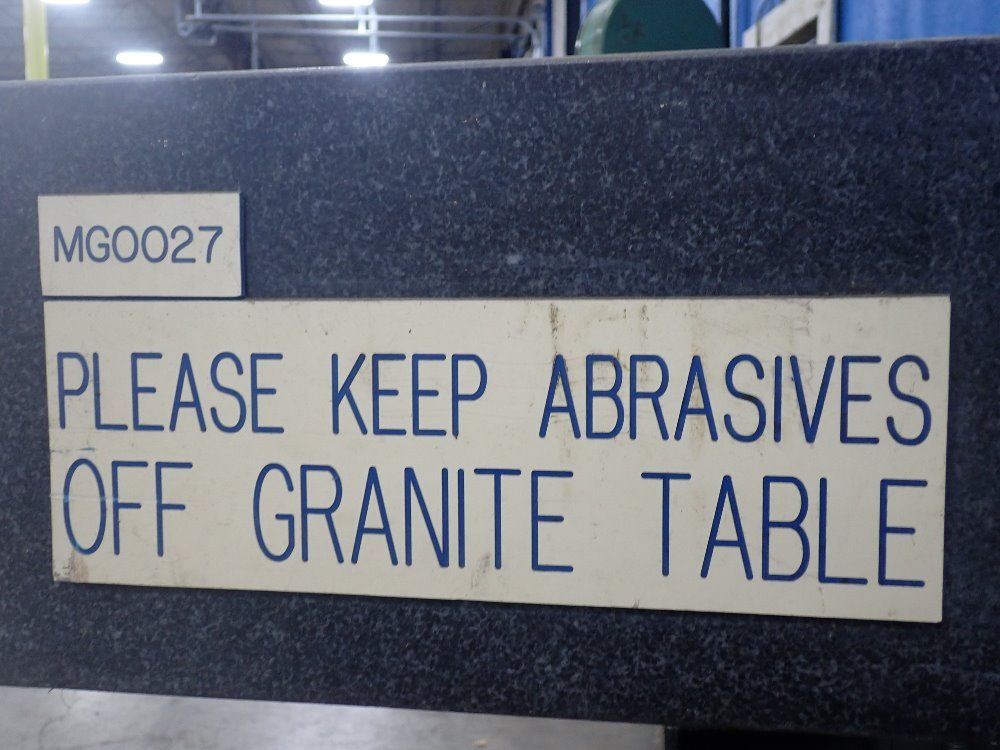 MG0027
PLEASE KEEP ABRASIVES
OFF GRANITE TABLE